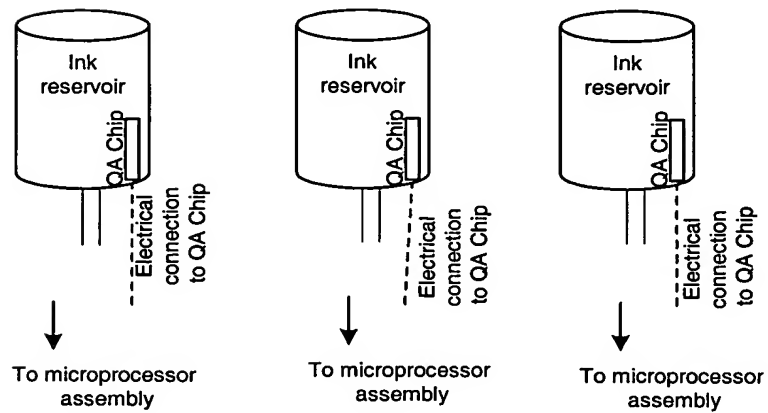 Ink
reservoir
QA Chip
Electrical
connection
to QA Chip
To microprocessor
assembly
Ink
reservoir
QA Chip
Electrical
connection
to QA Chip
To microprocessor
assembly
Ink
reservoir
QA Chip
Electrical
connection
to QA Chip
To microprocessor
assembly